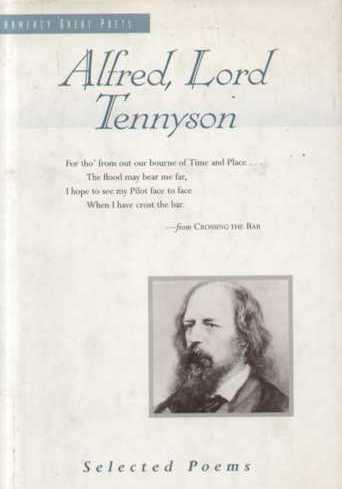 GREAT POETS
Alfred, Lord
Tennyson
For tho' from out our bourne of Time and Place . . .
The flood may bear me far,
I hope to see my Pilot face to face
When I have crost the bar.
—from CROSSING THE BAR
Selected Poems